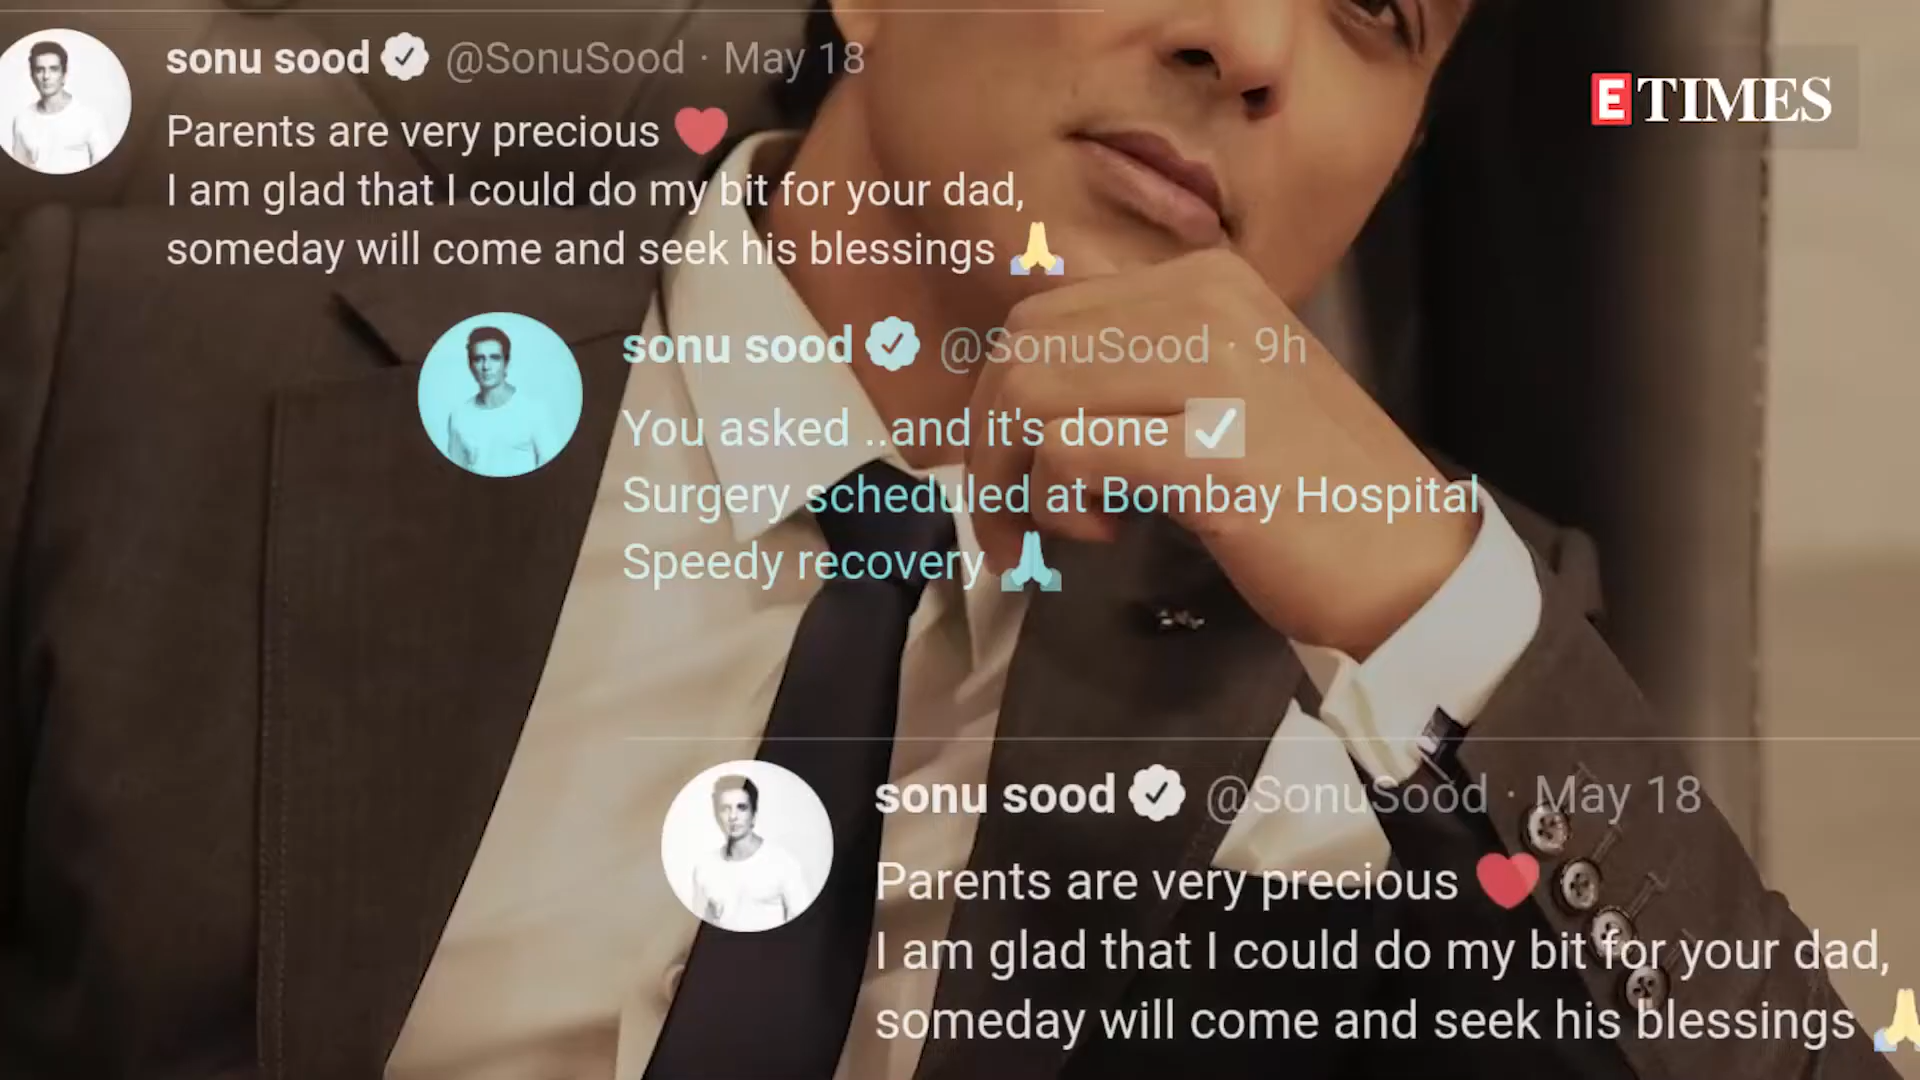 sonu sood @SonuSood · May 18
Parents are very precious ❤️
I am glad that I could do my bit for your dad,
someday will come and seek his blessings 🙏
ETIMES
sonu sood @SonuSood · 9h
You asked ..and it's done ☑️
Surgery scheduled at Bombay Hospital
Speedy recovery 🙏
sonu sood @SonuSood · May 18
Parents are very precious ❤️
I am glad that I could do my bit for your dad,
someday will come and seek his blessings 🙏